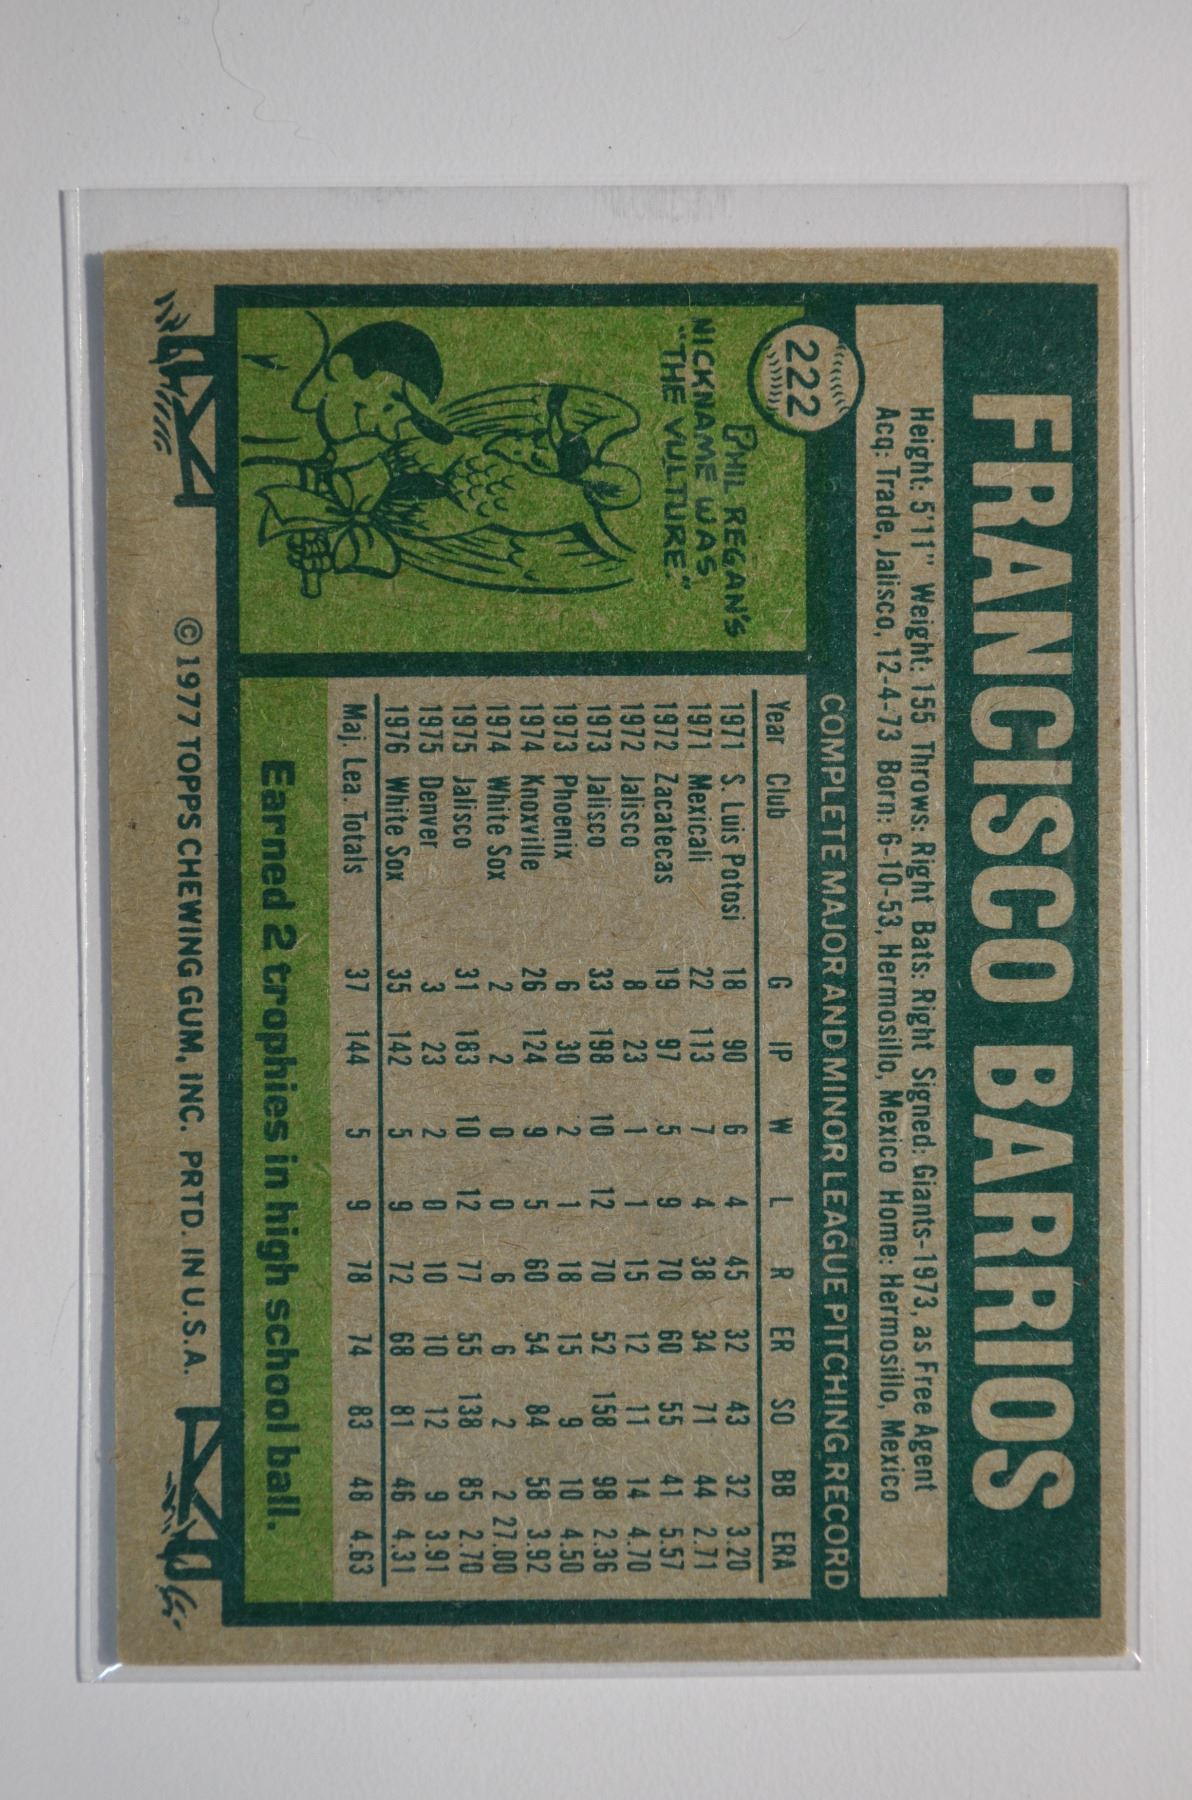 FRANCISCO BARRIOS
222
Height: 5'11" Weight: 155 Throws: Right Bats: Right Signed: Giants-1973, as Free Agent
Acq: Trade, Jalisco, 12-4-73 Born: 6-10-53, Hermosillo, Mexico Home: Hermosillo, Mexico
COMPLETE MAJOR AND MINOR LEAGUE PITCHING RECORD
PHIL REGAN'S
NICKNAME WAS
"THE VULTURE."
Year Club G IP W L R ER SO BB ERA
1971 S. Luis Potosi 18 90 6 4 45 32 43 32 3.20
1971 Mexicali 22 113 7 4 38 34 71 44 2.71
1972 Zacatecas 19 97 5 9 70 60 55 41 5.57
1972 Jalisco 8 23 1 1 15 12 11 14 4.70
1973 Jalisco 33 198 10 12 70 52 158 98 2.36
1973 Phoenix 6 30 2 1 18 15 9 10 4.50
1974 Knoxville 26 124 9 5 60 54 84 58 3.92
1974 White Sox 2 2 0 0 6 6 2 2 27.00
1975 Jalisco 31 183 10 12 77 55 138 85 2.70
1975 Denver 3 23 2 0 10 10 12 9 3.91
1976 White Sox 35 142 5 9 72 68 81 46 4.31
Maj. Lea. Totals 37 144 5 9 78 74 83 48 4.63
Earned 2 trophies in high school ball.
© 1977 TOPPS CHEWING GUM, INC. PRTD. IN U.S.A.